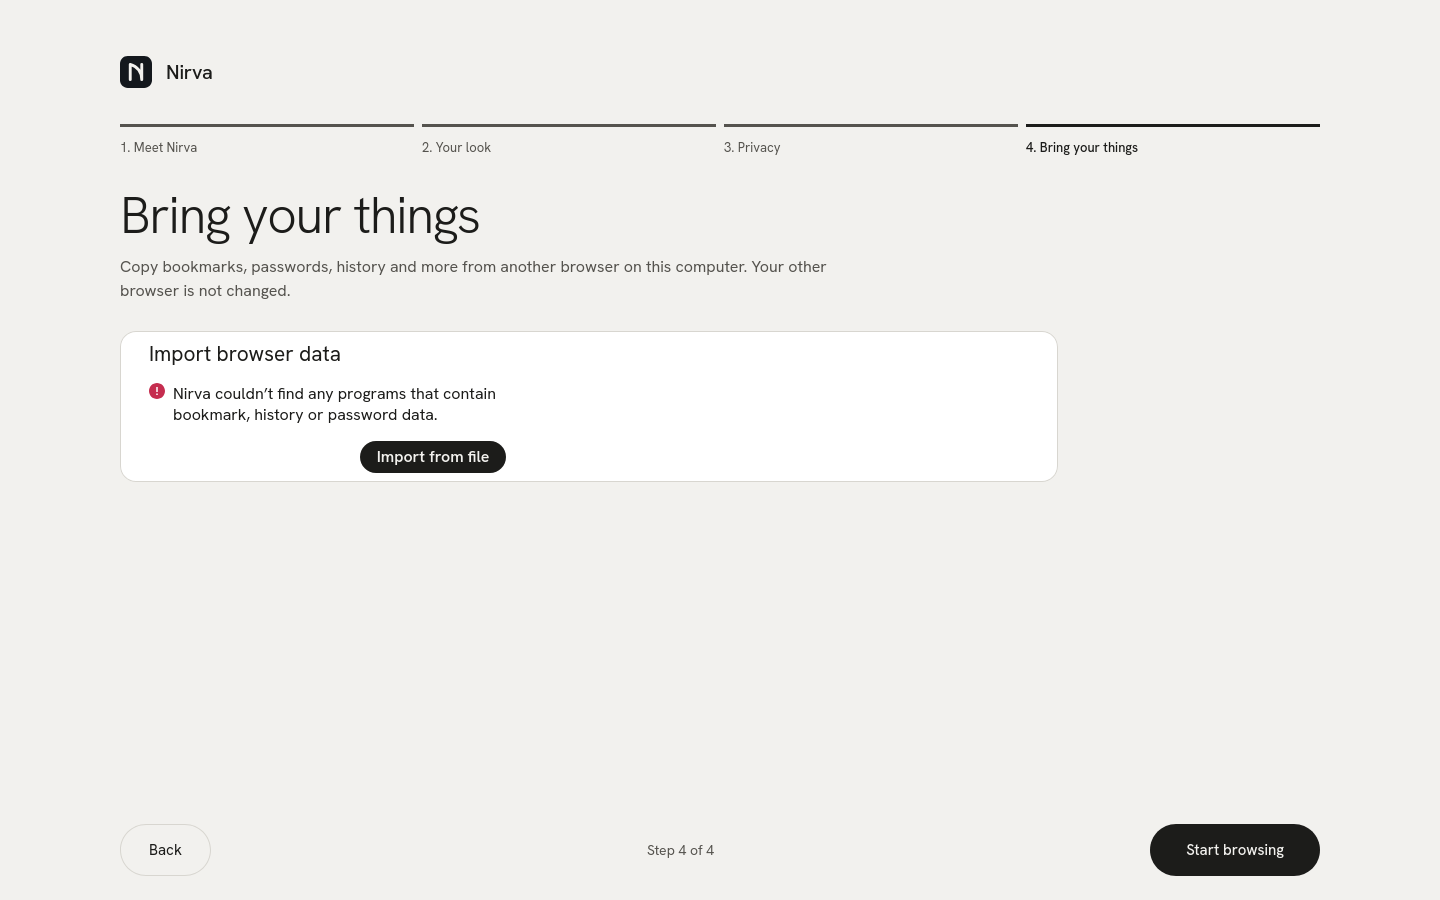 Nirva
1. Meet Nirva
2. Your look
3. Privacy
4. Bring your things
Bring your things
Copy bookmarks, passwords, history and more from another browser on this computer. Your other
browser is not changed.
Import browser data
Nirva couldn’t find any programs that contain
bookmark, history or password data.
Import from file
Back
Step 4 of 4
Start browsing